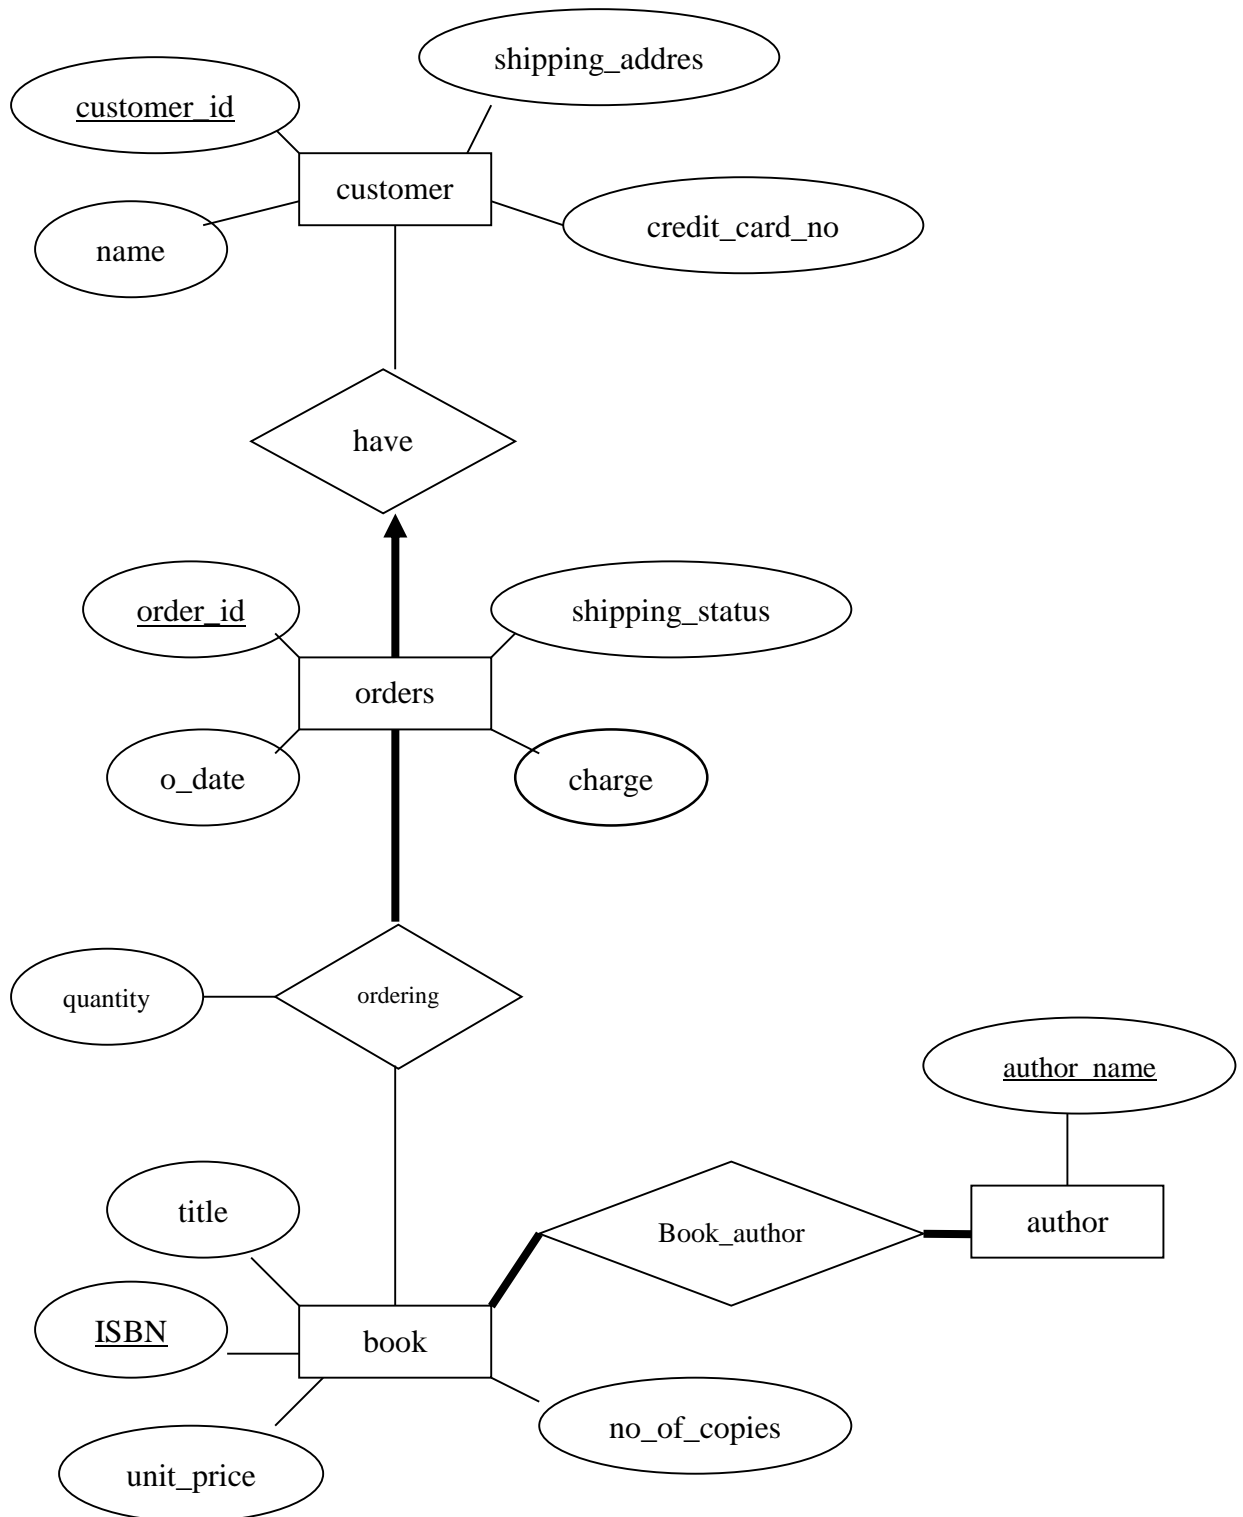 shipping_addres
customer_id
customer
credit_card_no
name
have
order_id
shipping_status
orders
o_date
charge
quantity
ordering
author_name
title
Book_author
author
ISBN
book
no_of_copies
unit_price